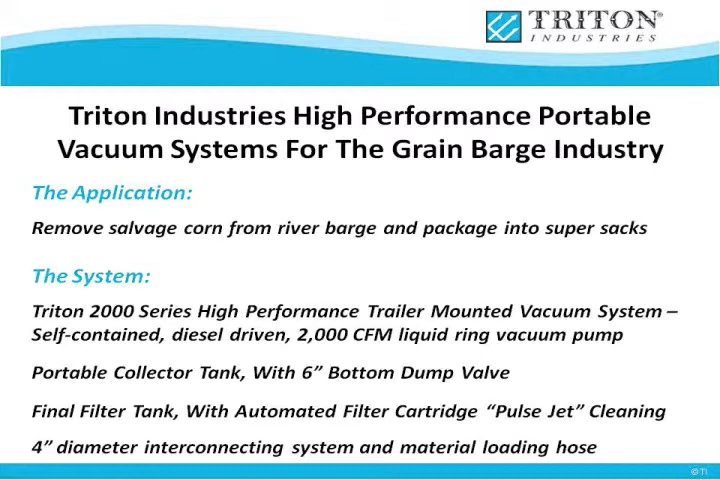 TRITON®
INDUSTRIES
Triton Industries High Performance Portable
Vacuum Systems For The Grain Barge Industry
The Application:
Remove salvage corn from river barge and package into super sacks
The System:
Triton 2000 Series High Performance Trailer Mounted Vacuum System –
Self-contained, diesel driven, 2,000 CFM liquid ring vacuum pump
Portable Collector Tank, With 6” Bottom Dump Valve
Final Filter Tank, With Automated Filter Cartridge “Pulse Jet” Cleaning
4” diameter interconnecting system and material loading hose
© TI